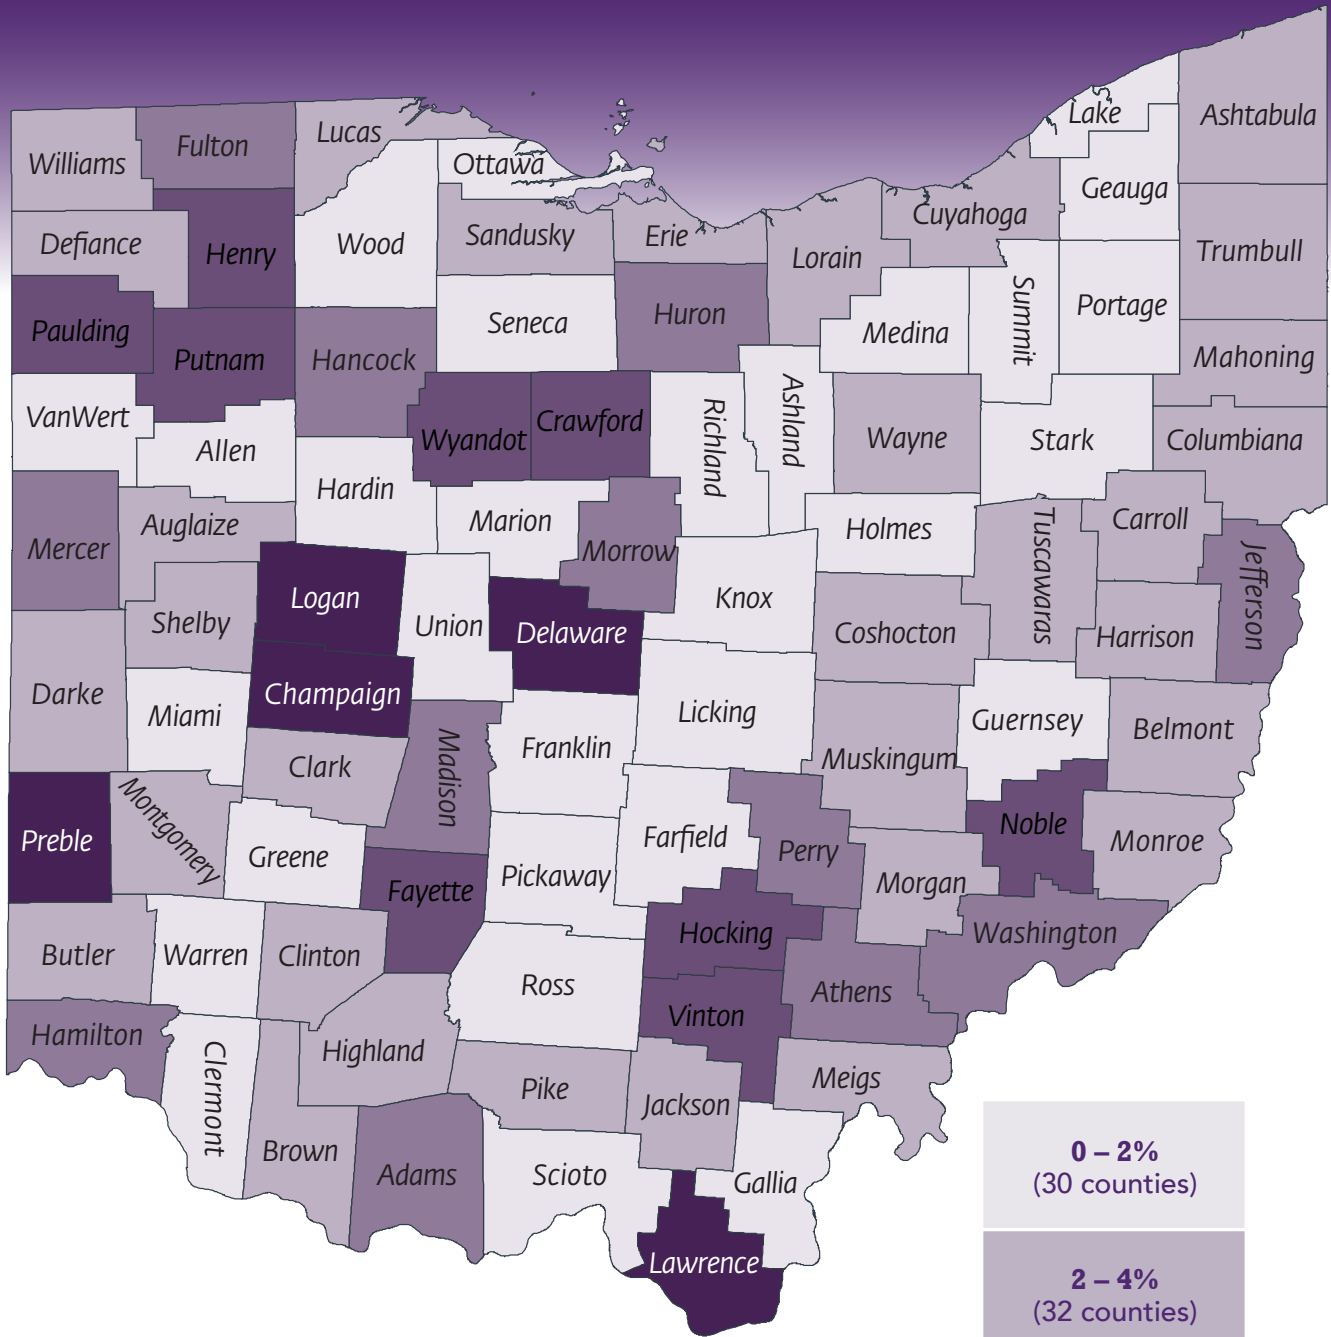 Lake
Ashtabula
Lucas
Fulton
Williams
Ottawa
Geauga
Cuyahoga
Sandusky
Erie
Wood
Defiance
Henry
Lorain
Trumbull
Summit
Portage
Huron
Seneca
Medina
Paulding
Putnam
Hancock
Mahoning
VanWert
Ashland
Richland
Crawford
Wyandot
Wayne
Stark
Columbiana
Allen
Hardin
Marion
Auglaize
Holmes
Carroll
Tuscawaras
Mercer
Morrow
Jefferson
Logan
Knox
Union
Shelby
Delaware
Coshocton
Harrison
Darke
Champaign
Miami
Licking
Guernsey
Belmont
Franklin
Muskingum
Clark
Madison
Montgomery
Preble
Greene
Farfield
Perry
Noble
Monroe
Fayette
Pickaway
Morgan
Hocking
Washington
Butler
Warren
Clinton
Ross
Athens
Vinton
Hamilton
Highland
Clermont
Pike
Jackson
Meigs
Brown
Adams
Scioto
Gallia
Lawrence
0 – 2%
(30 counties)
2 – 4%
(32 counties)